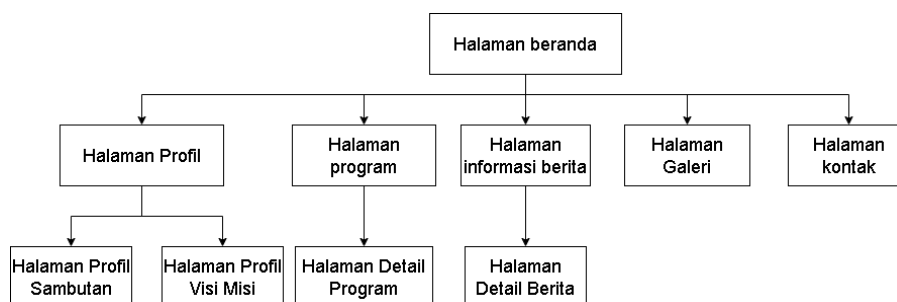 Halaman beranda
Halaman Profil
Halaman
program
Halaman
informasi berita
Halaman
Galeri
Halaman
kontak
Halaman Profil
Sambutan
Halaman Profil
Visi Misi
Halaman Detail
Program
Halaman
Detail Berita